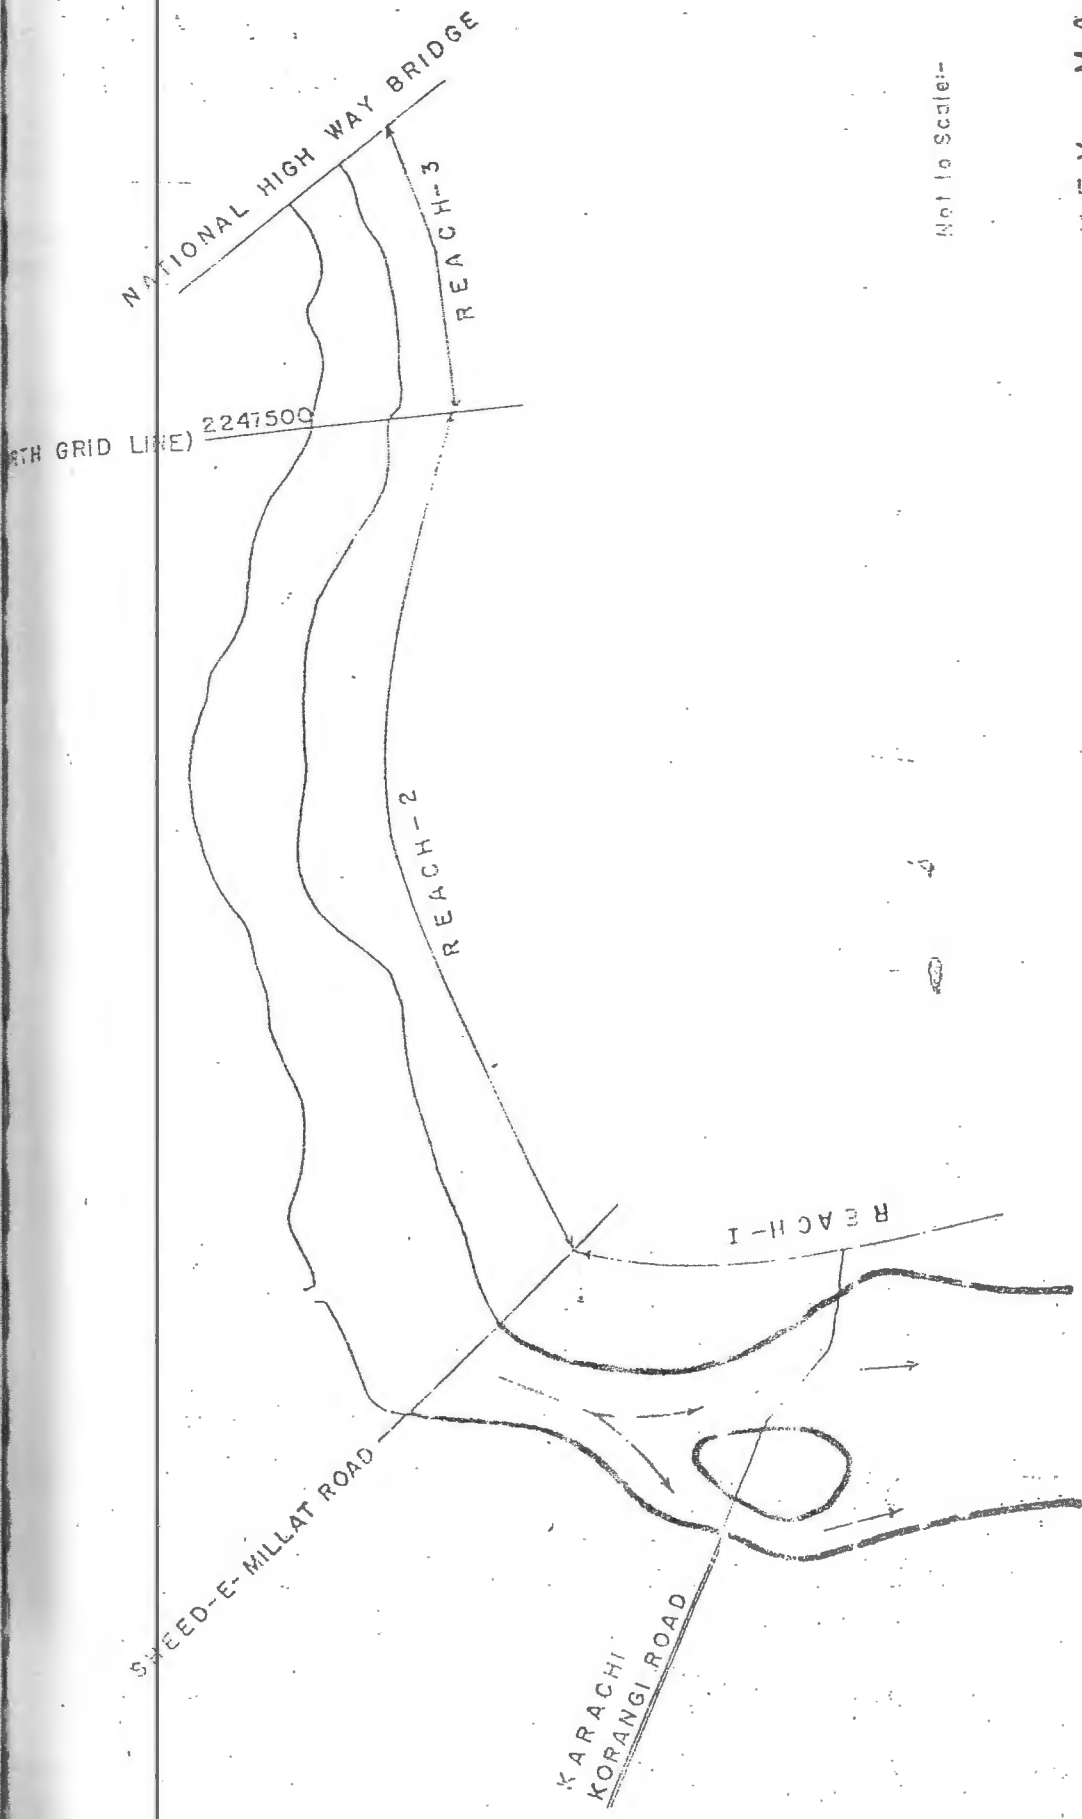 NATIONAL HIGH WAY BRIDGE
REACH-3
Not to Scale:-
2247500
GRID LINE)
REACH-2
REACH-I
SHEED-E-MILLAT ROAD
KARACHI
KORANGI ROAD